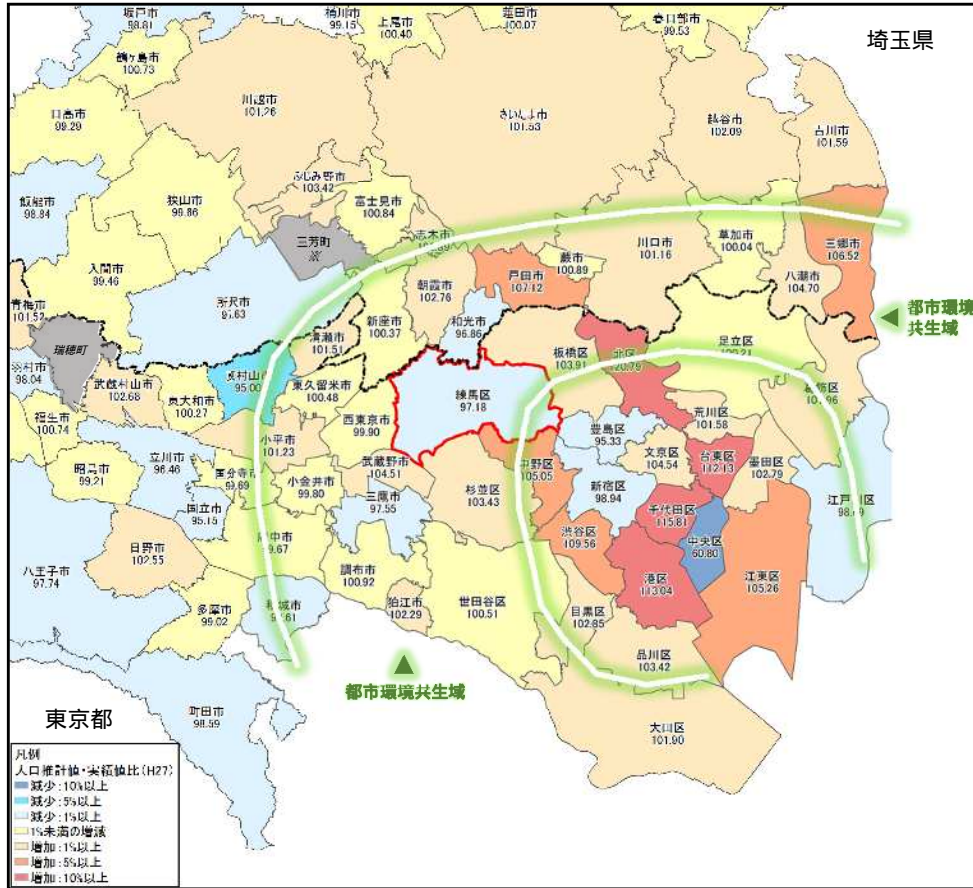 坂戸市
98.81
桶川市
99.15
上尾市
100.40
蓮田市
100.07
春日部市
99.53
埼玉県
鶴ヶ島市
100.73
川越市
101.26
さいたま市
101.53
越谷市
102.09
吉川市
101.59
日高市
99.29
ふじみ野市
103.42
富士見市
100.84
飯能市
98.84
狭山市
99.86
三芳町
※
志木市
川口市
101.16
草加市
100.04
三郷市
106.52
入間市
99.46
蕨市
100.89
戸田市
107.12
八潮市
104.70
朝霞市
102.76
所沢市
和光市
96.86
都市環境
共生域
青梅市
101.52
新座市
100.37
清瀬市
101.51
板橋区
103.91
北区
120.79
足立区
瑞穂町
98.04
武蔵村山市
102.68
東大和市
100.27
東久留米市
100.48
練馬区
97.18
西東京市
99.90
豊島区
95.33
荒川区
101.58
福生市
100.74
小平市
101.23
武蔵野市
104.51
中野区
105.05
文京区
104.54
台東区
112.13
墨田区
102.79
昭島市
99.21
立川市
96.46
国分寺市
99.69
小金井市
99.80
三鷹市
97.55
杉並区
103.43
新宿区
98.94
江戸川区
国立市
95.15
千代田区
115.81
中央区
60.80
渋谷区
109.56
日野市
102.55
八王子市
97.74
調布市
100.92
港区
113.04
江東区
105.26
多摩市
99.02
狛江市
102.29
世田谷区
100.51
目黒区
102.85
品川区
103.42
都市環境共生域
東京都
町田市
98.59
大田区
101.90
凡例
人口推計値・実績値比(H27)
減少:10%以上
減少:5%以上
減少:1%以上
1%未満の増減
増加:1%以上
増加:5%以上
増加:10%以上